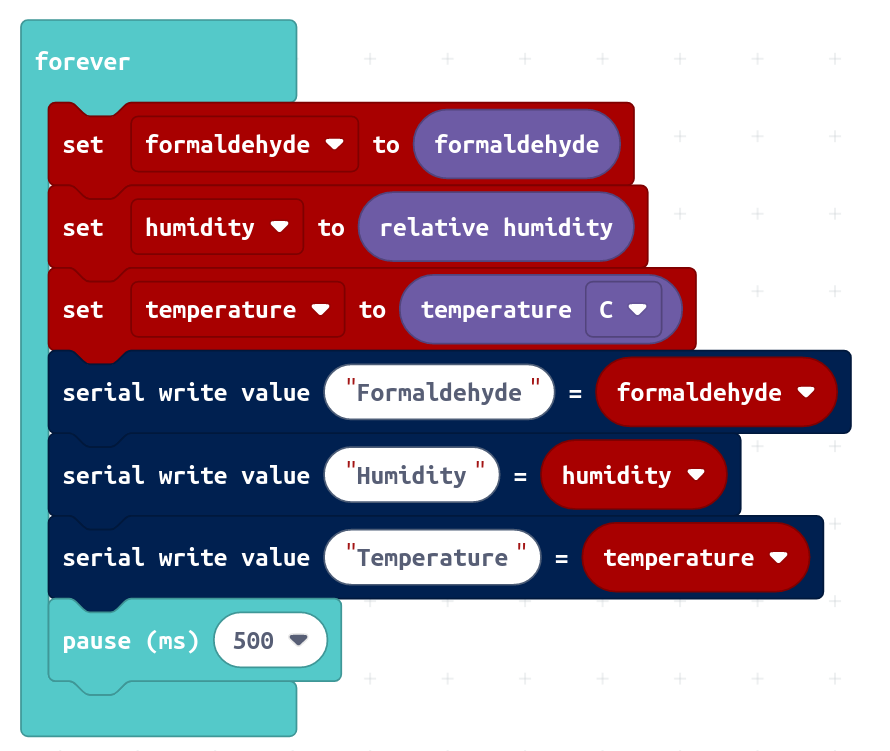 forever
set formaldehyde to formaldehyde
set humidity to relative humidity
set temperature to temperature C
serial write value "Formaldehyde" = formaldehyde
serial write value "Humidity" = humidity
serial write value "Temperature" = temperature
pause (ms) 500